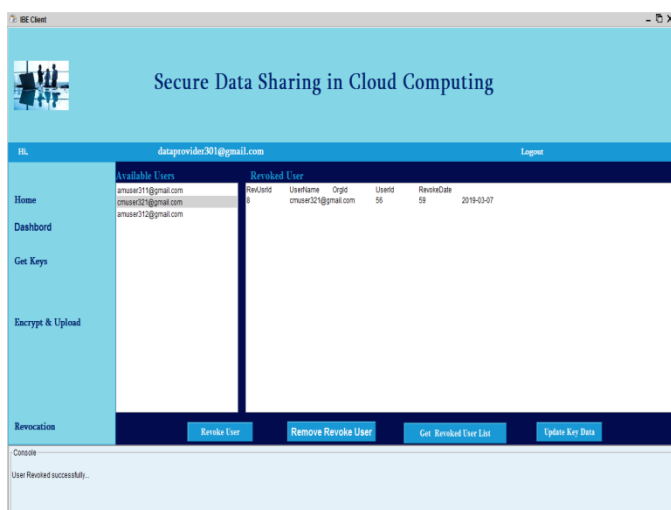 IBE Client
Secure Data Sharing in Cloud Computing
Hi, dataprovider301@gmail.com Logout
Available Users Revoked User
amuser311@gmail.com RevUsrId UserName OrgId UserId RevokeDate
cmuser321@gmail.com 8 cmuser321@gmail.com 56 59 2019-03-07
amuser312@gmail.com
Home
Dashbord
Get Keys
Encrypt & Upload
Revocation Revoke User Remove Revoke User Get Revoked User List Update Key Data
Console
User Revoked successfully...